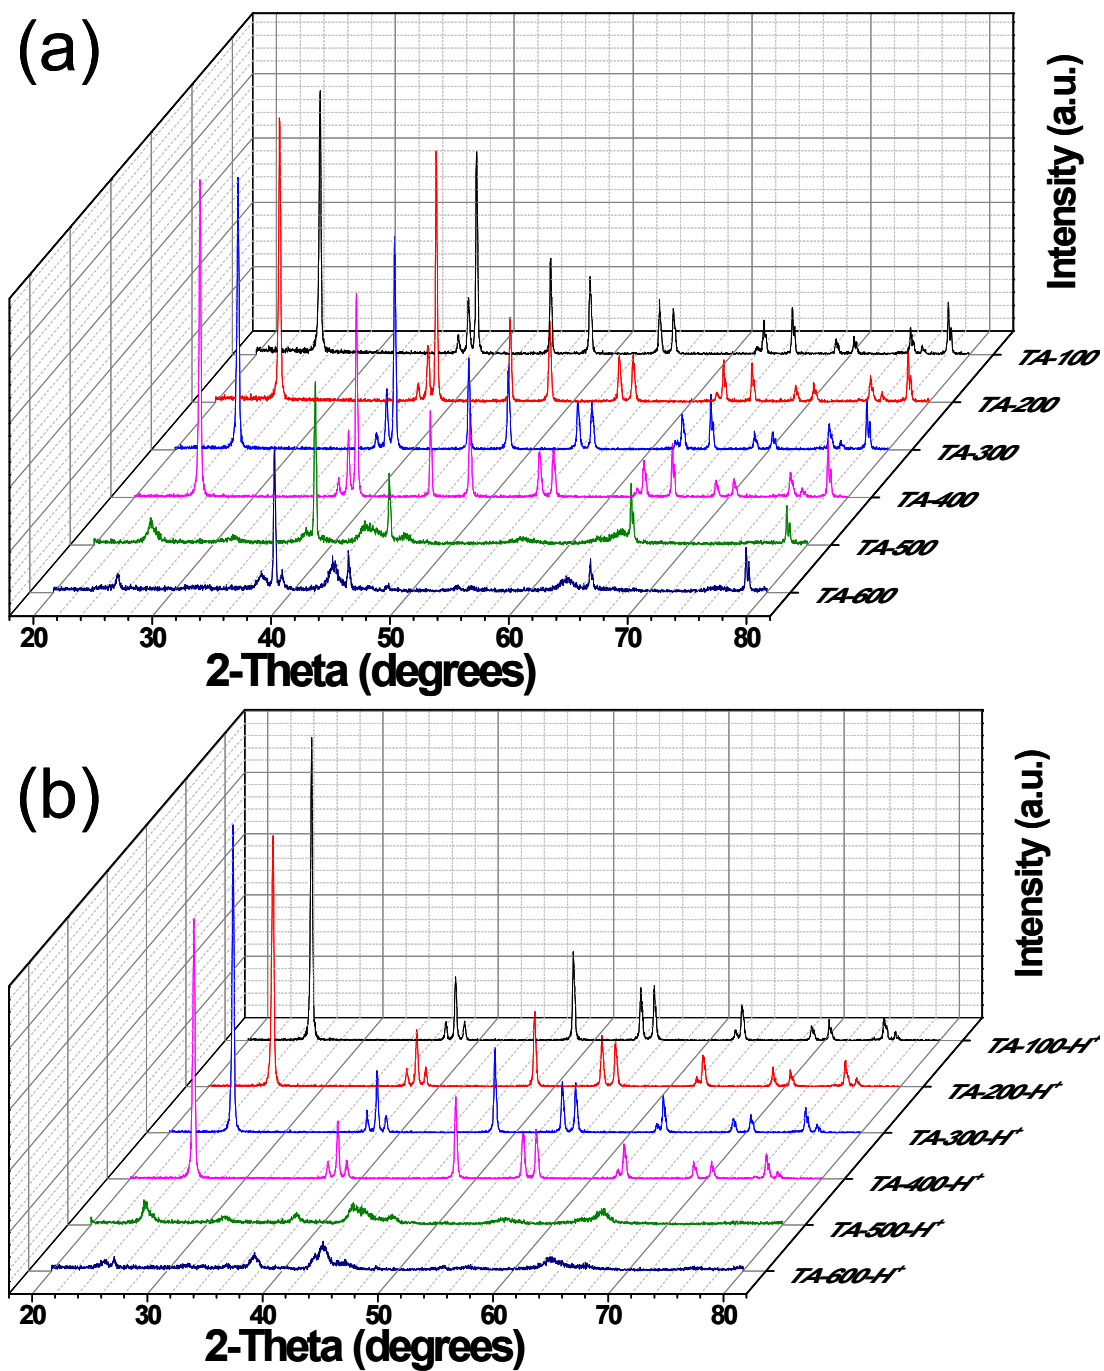 (a)
Intensity (a.u.)
TA-100
TA-200
TA-300
TA-400
TA-500
TA-600
20 30 40 50 60 70 80
2-Theta (degrees)
(b)
Intensity (a.u.)
TA-100-H⁺
TA-200-H⁺
TA-300-H⁺
TA-400-H⁺
TA-500-H⁺
TA-600-H⁺
20 30 40 50 60 70 80
2-Theta (degrees)